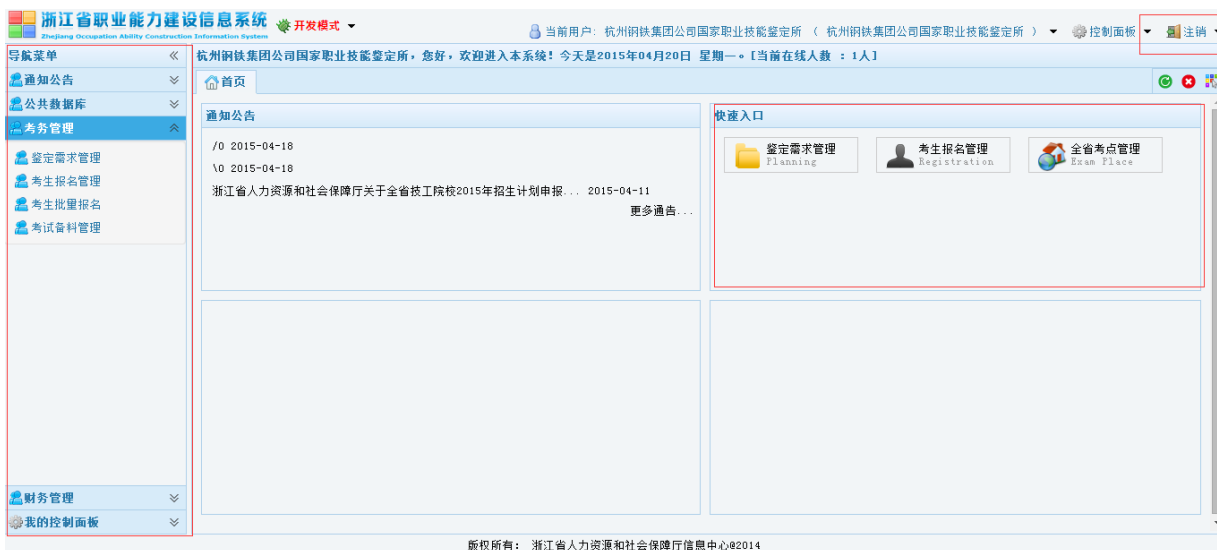 浙江省职业能力建设信息系统
Zhejiang Occupation Ability Construction Information System
开发模式
当前用户: 杭州钢铁集团公司国家职业技能鉴定所 ( 杭州钢铁集团公司国家职业技能鉴定所 )
控制面板
注销
导航菜单
杭州钢铁集团公司国家职业技能鉴定所，您好，欢迎进入本系统！今天是2015年04月20日 星期一。[当前在线人数 : 1人]
通知公告
公共数据库
考务管理
鉴定需求管理
考生报名管理
考生批量报名
考试备料管理
财务管理
我的控制面板
首页
通知公告
/0 2015-04-18
\0 2015-04-18
浙江省人力资源和社会保障厅关于全省技工院校2015年招生计划申报... 2015-04-11
更多通告...
快速入口
鉴定需求管理
Planning
考生报名管理
Registration
全省考点管理
Exam Place
版权所有: 浙江省人力资源和社会保障厅信息中心@2014